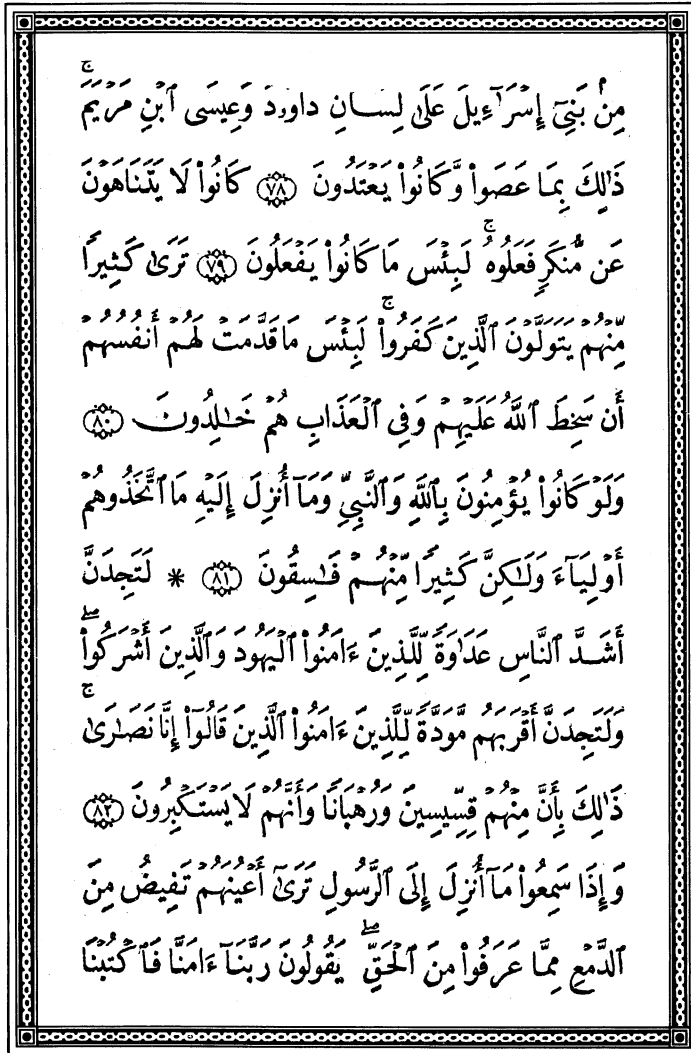 مِنۢ بَنِىٓ إِسْرَـٰٓءِيلَ عَلَىٰ لِسَانِ دَاوُۥدَ وَعِيسَى ٱبْنِ مَرْيَمَ ۚ
ذَٰلِكَ بِمَا عَصَوا۟ وَّكَانُوا۟ يَعْتَدُونَ ﴿٧٨﴾ كَانُوا۟ لَا يَتَنَاهَوْنَ
عَن مُّنكَرٍ فَعَلُوهُ ۚ لَبِئْسَ مَا كَانُوا۟ يَفْعَلُونَ ﴿٧٩﴾ تَرَىٰ كَثِيرًا
مِّنْهُمْ يَتَوَلَّوْنَ ٱلَّذِينَ كَفَرُوا۟ ۚ لَبِئْسَ مَا قَدَّمَتْ لَهُمْ أَنفُسُهُمْ
أَن سَخِطَ ٱللَّهُ عَلَيْهِمْ وَفِى ٱلْعَذَابِ هُمْ خَـٰلِدُونَ ﴿٨٠﴾
وَلَوْ كَانُوا۟ يُؤْمِنُونَ بِٱللَّهِ وَٱلنَّبِىِّ وَمَآ أُنزِلَ إِلَيْهِ مَا ٱتَّخَذُوهُمْ
أَوْلِيَآءَ وَلَـٰكِنَّ كَثِيرًا مِّنْهُمْ فَـٰسِقُونَ ﴿٨١﴾ * لَتَجِدَنَّ
أَشَدَّ ٱلنَّاسِ عَدَٰوَةً لِّلَّذِينَ ءَامَنُوا۟ ٱلْيَهُودَ وَٱلَّذِينَ أَشْرَكُوا۟ ۖ
وَلَتَجِدَنَّ أَقْرَبَهُم مَّوَدَّةً لِّلَّذِينَ ءَامَنُوا۟ ٱلَّذِينَ قَالُوٓا۟ إِنَّا نَصَـٰرَىٰ ۚ
ذَٰلِكَ بِأَنَّ مِنْهُمْ قِسِّيسِينَ وَرُهْبَانًا وَأَنَّهُمْ لَا يَسْتَكْبِرُونَ ﴿٨٢﴾
وَإِذَا سَمِعُوا۟ مَآ أُنزِلَ إِلَى ٱلرَّسُولِ تَرَىٰٓ أَعْيُنَهُمْ تَفِيضُ مِنَ
ٱلدَّمْعِ مِمَّا عَرَفُوا۟ مِنَ ٱلْحَقِّ ۖ يَقُولُونَ رَبَّنَآ ءَامَنَّا فَٱكْتُبْنَا